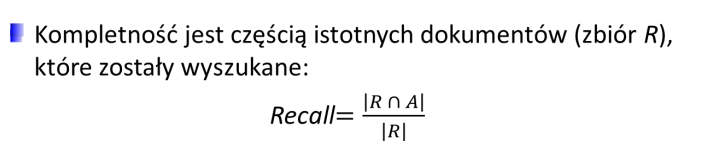 Kompletność jest częścią istotnych dokumentów (zbiór R),
które zostały wyszukane:
Recall= |R ∩ A| / |R|